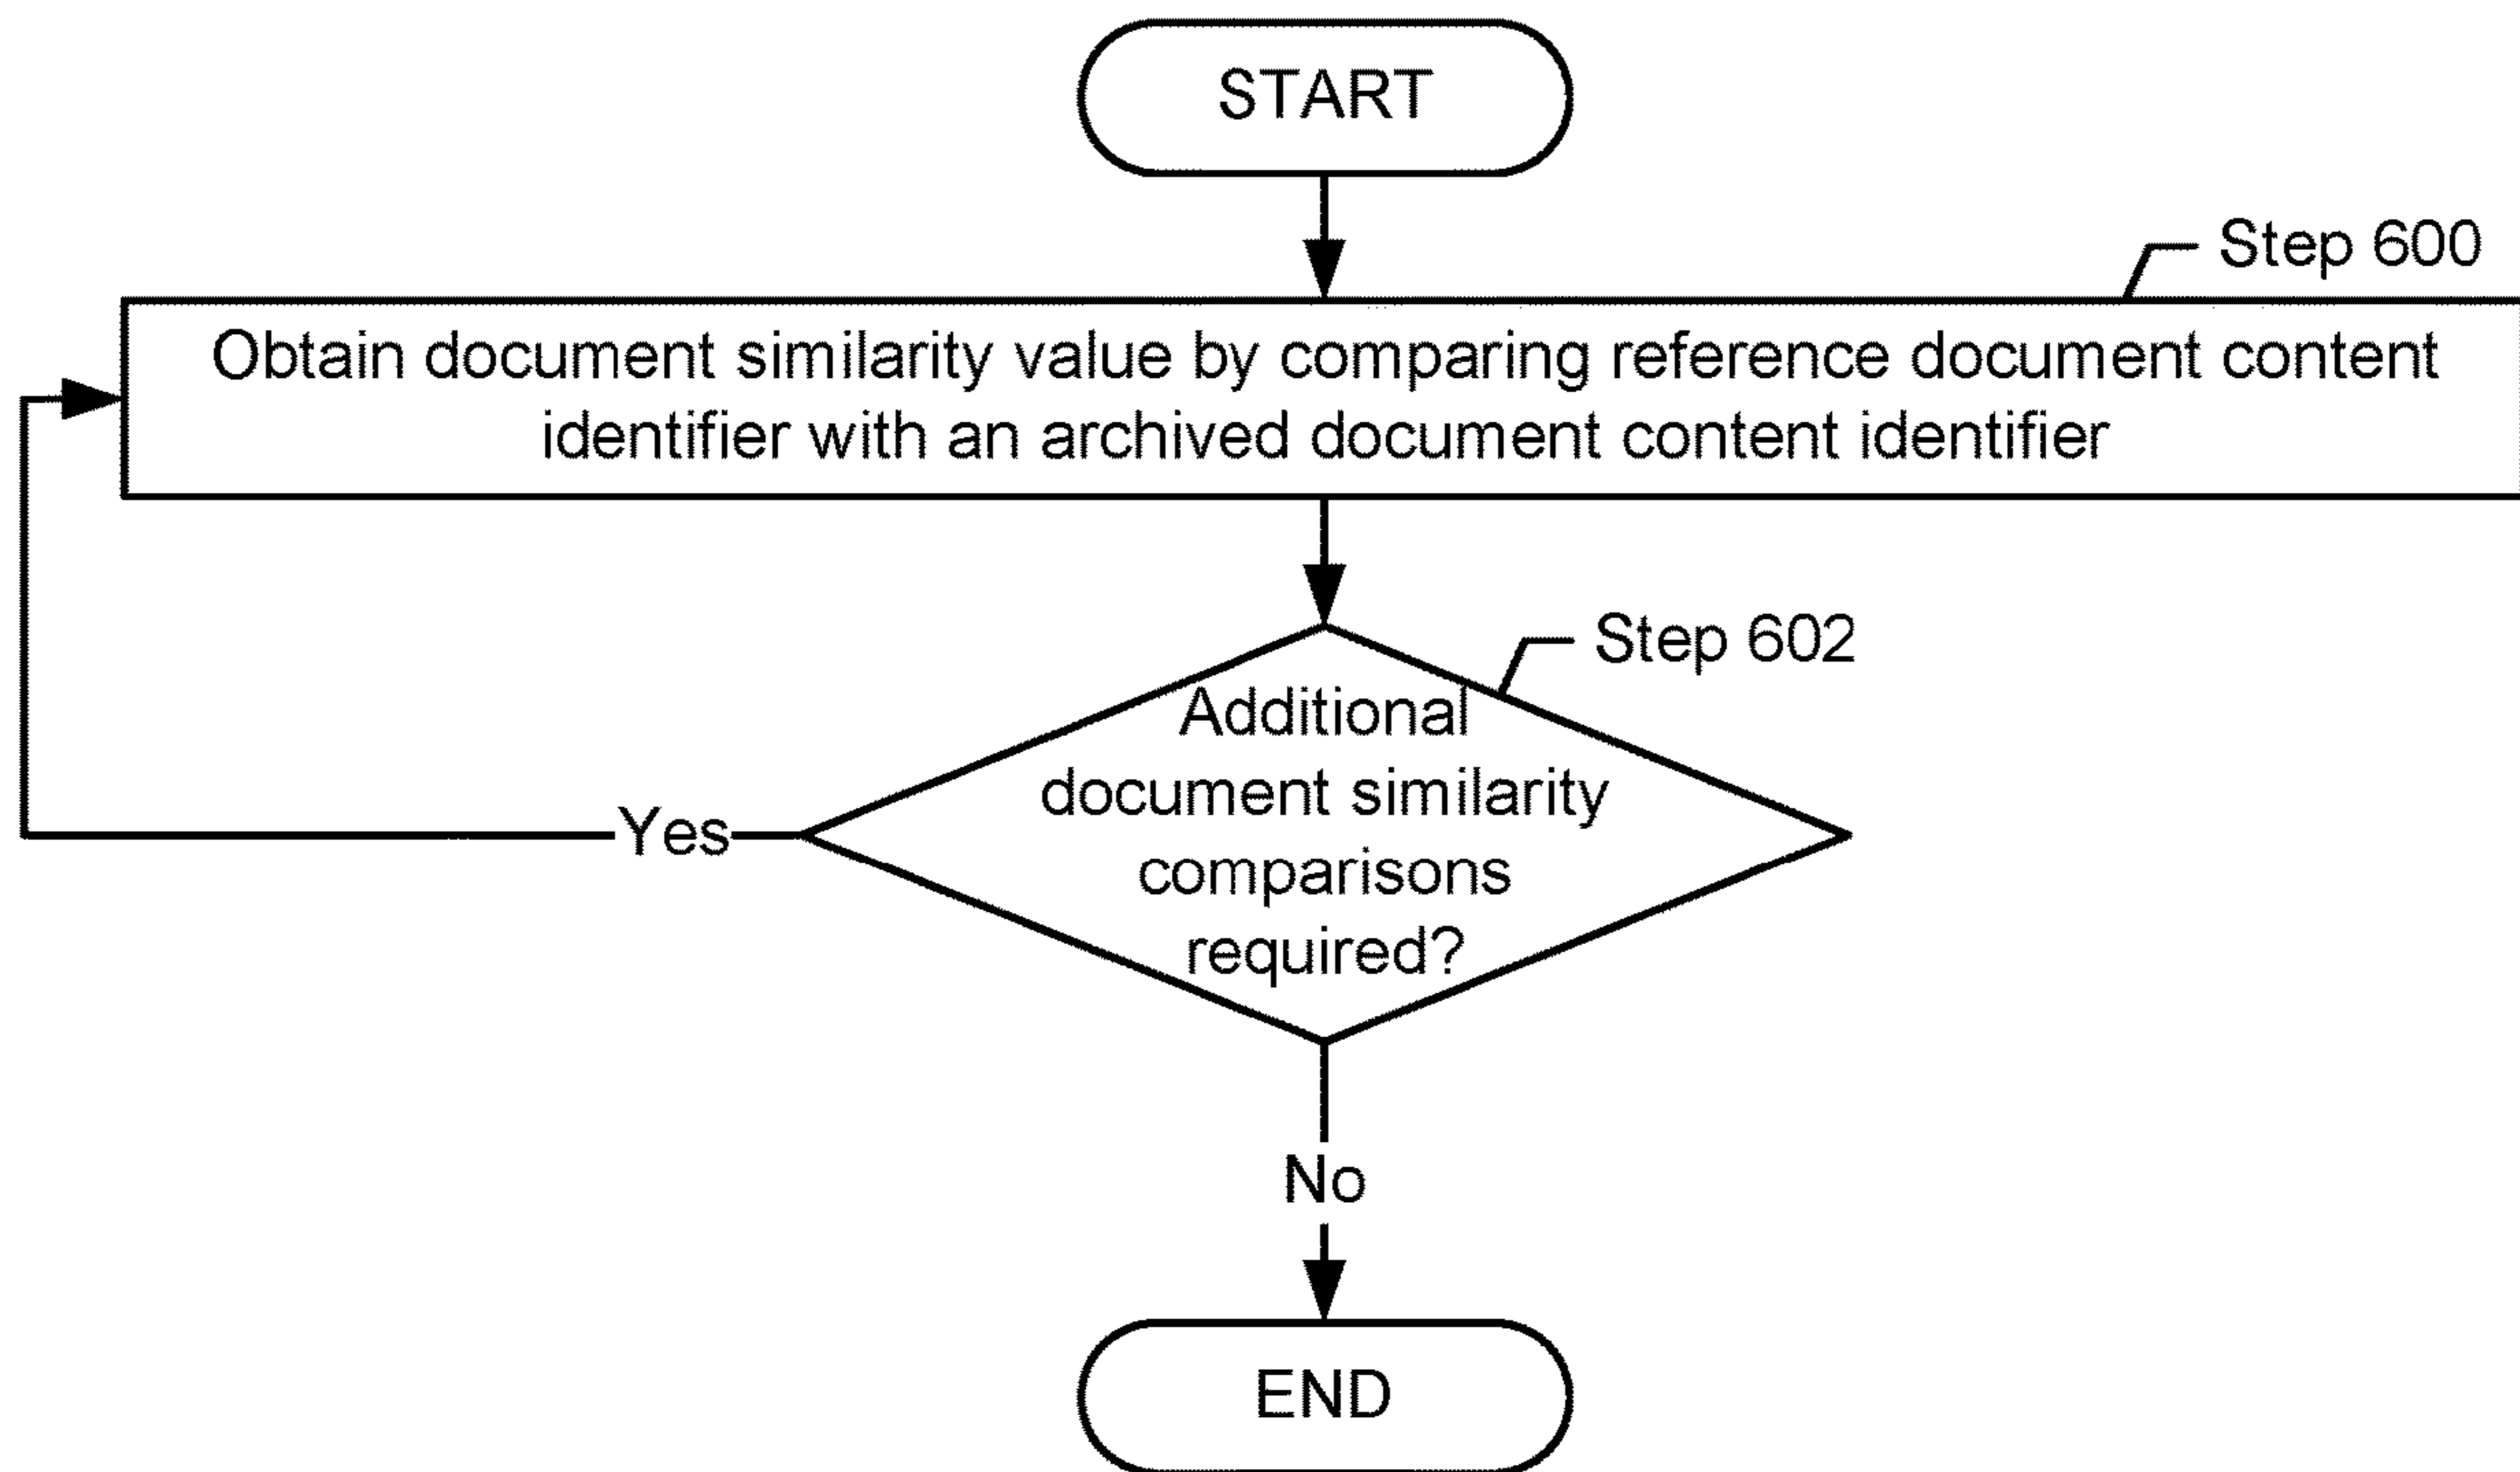 START
Step 600
Obtain document similarity value by comparing reference document content
identifier with an archived document content identifier
Step 602
Additional
document similarity
comparisons
required?
Yes
No
END